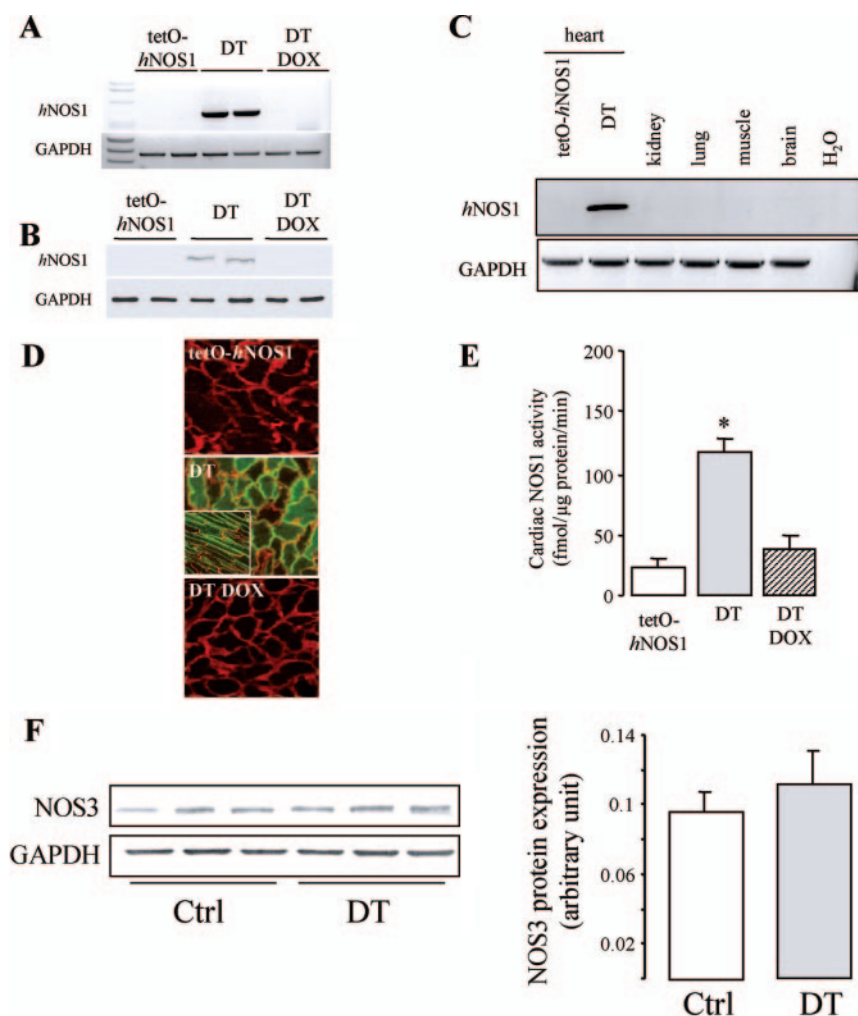 A
tetO-
hNOS1
DT
DT
DOX
hNOS1
GAPDH
B
tetO-
hNOS1
DT
DT
DOX
hNOS1
GAPDH
C
heart
tetO-hNOS1
DT
kidney
lung
muscle
brain
H₂O
hNOS1
GAPDH
D
tetO-hNOS1
DT
DT DOX
E
Cardiac NOS1 activity
(fmol/µg protein/min)
200
150
100
50
0
*
tetO-
hNOS1
DT
DT
DOX
F
NOS3
GAPDH
Ctrl
DT
NOS3 protein expression
(arbitrary unit)
0.14
0.1
0.06
0.02
Ctrl
DT